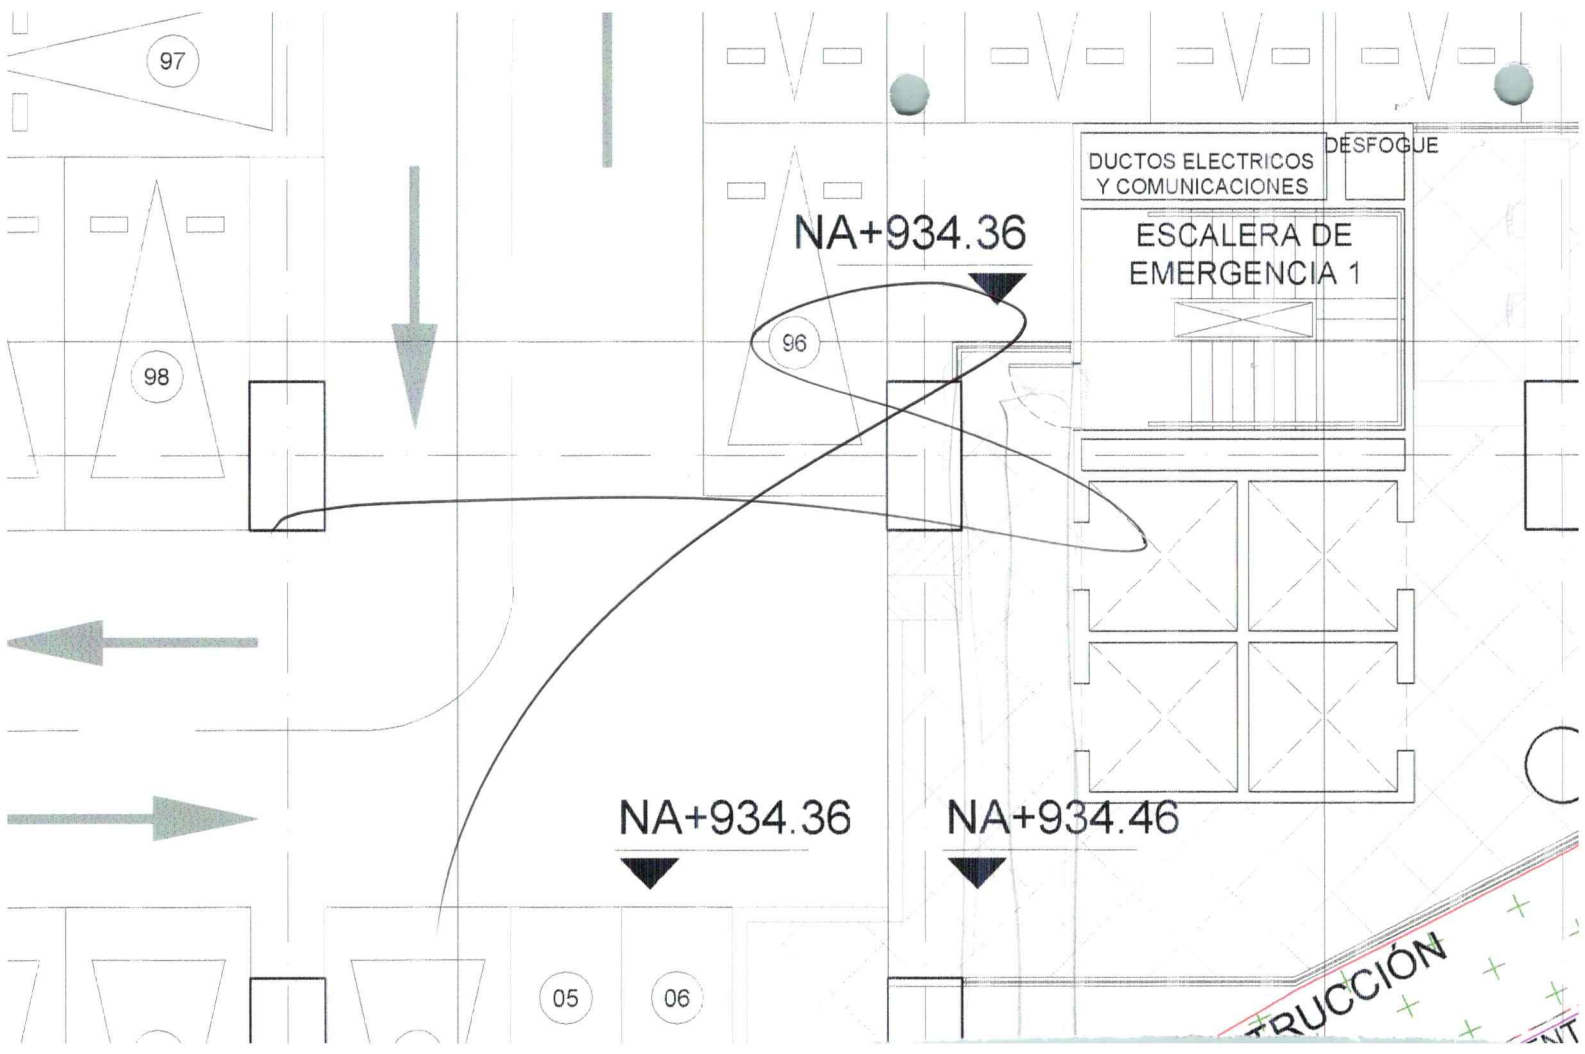 97
DUCTOS ELECTRICOS
Y COMUNICACIONES
DESFOGUE
NA+934.36
ESCALERA DE
EMERGENCIA 1
96
98
NA+934.36
NA+934.46
05
06
TRUCCIÓN